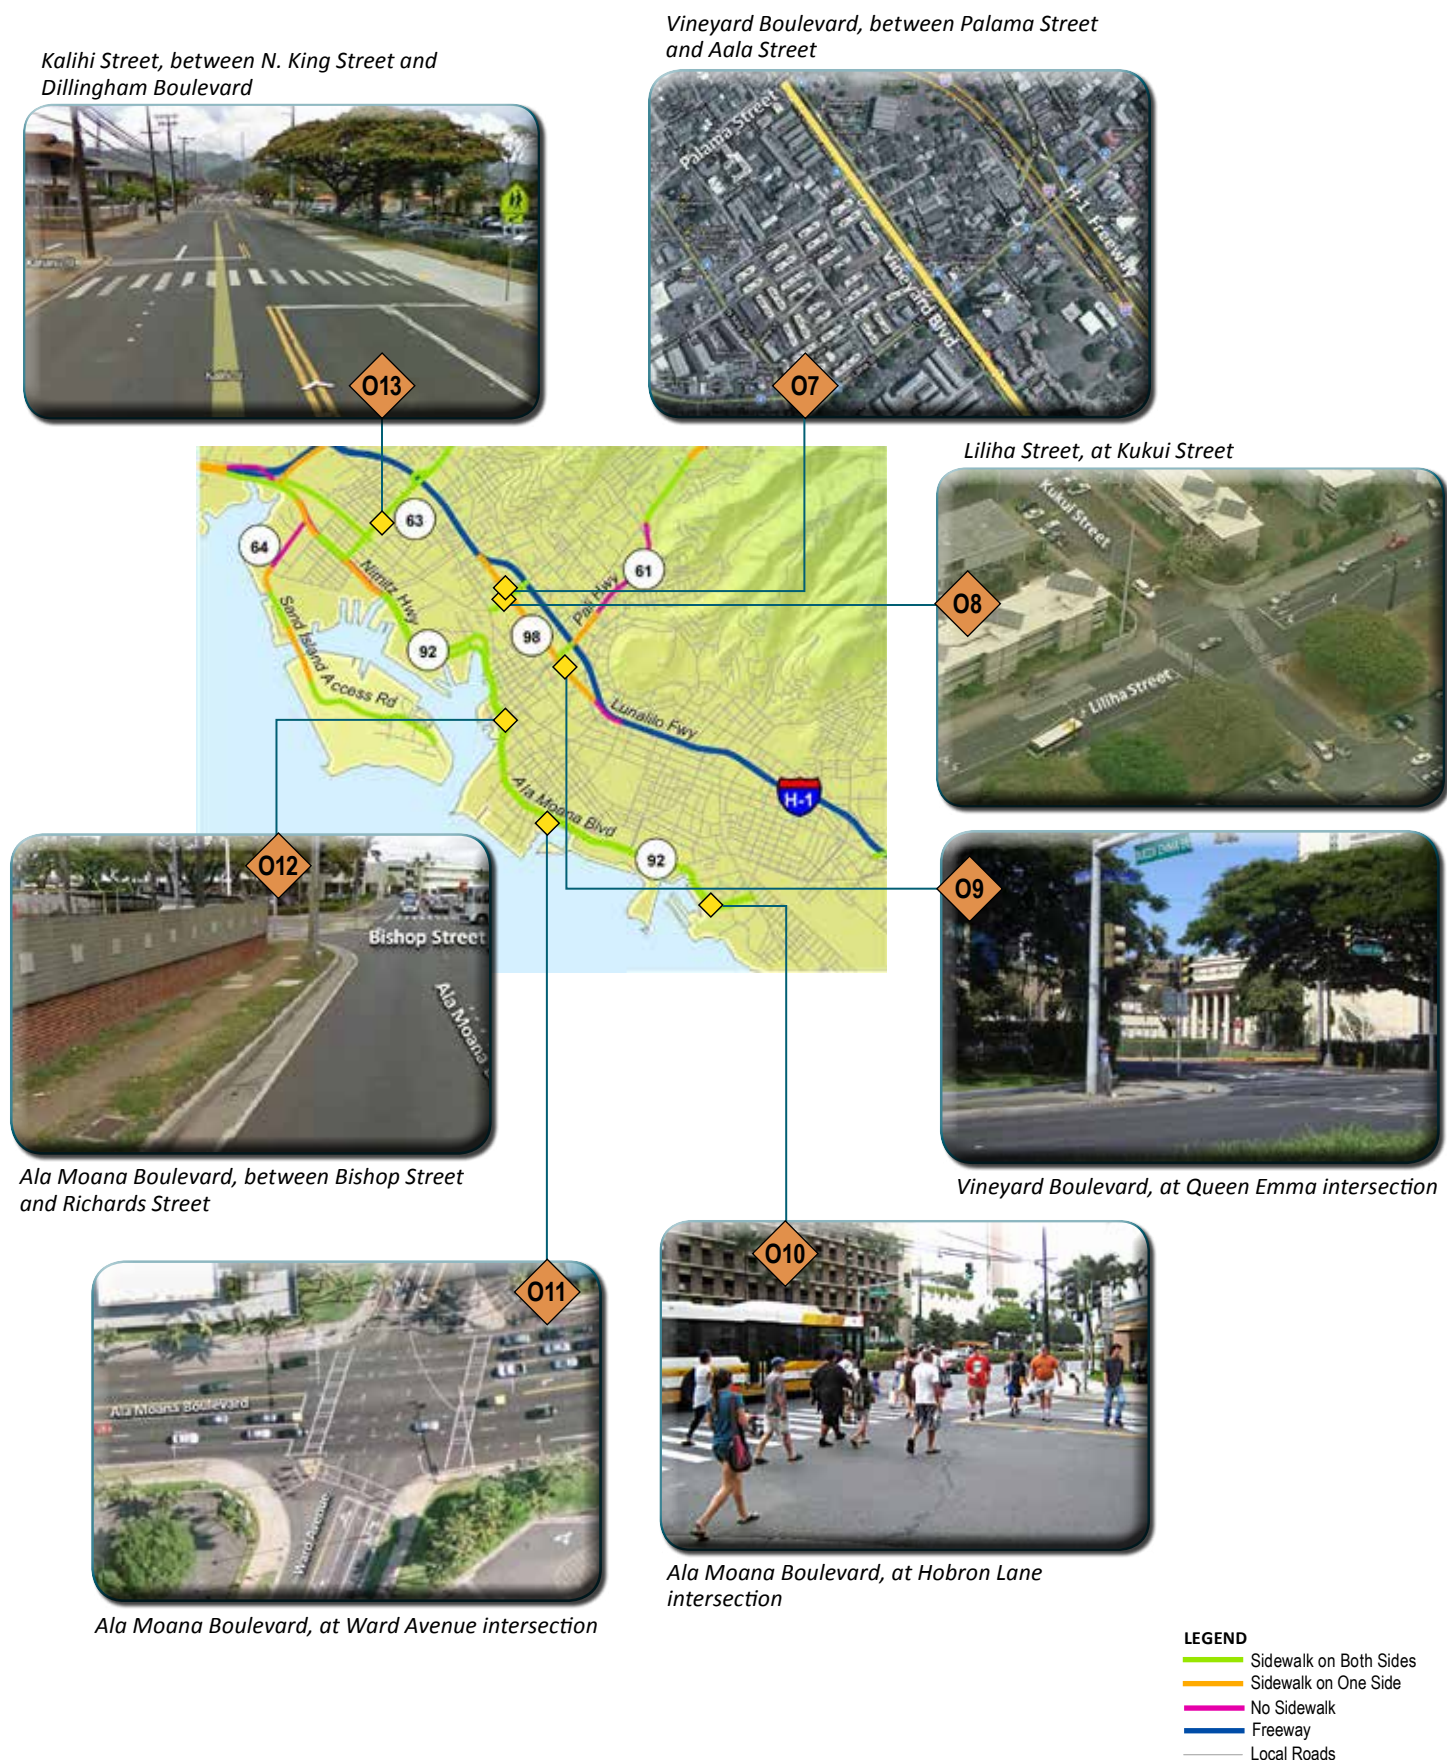 Vineyard Boulevard, between Palama Street
and Aala Street
Kalihi Street, between N. King Street and
Dillingham Boulevard
Palama Street
H-1 Freeway
Vineyard Blvd
O13
O7
Liliha Street, at Kukui Street
Kukui Street
Liliha Street
O8
63
64
61
98
92
Nimitz Hwy
Pali Hwy
Sand Island Access Rd
Lunalilo Fwy
H-1
Ala Moana Blvd
92
O12
Bishop Street
Ala Moana
O9
Ala Moana Boulevard, between Bishop Street
and Richards Street
Vineyard Boulevard, at Queen Emma intersection
O11
Ala Moana Boulevard
Ward Avenue
O10
Ala Moana Boulevard, at Hobron Lane
intersection
Ala Moana Boulevard, at Ward Avenue intersection
LEGEND
Sidewalk on Both Sides
Sidewalk on One Side
No Sidewalk
Freeway
Local Roads